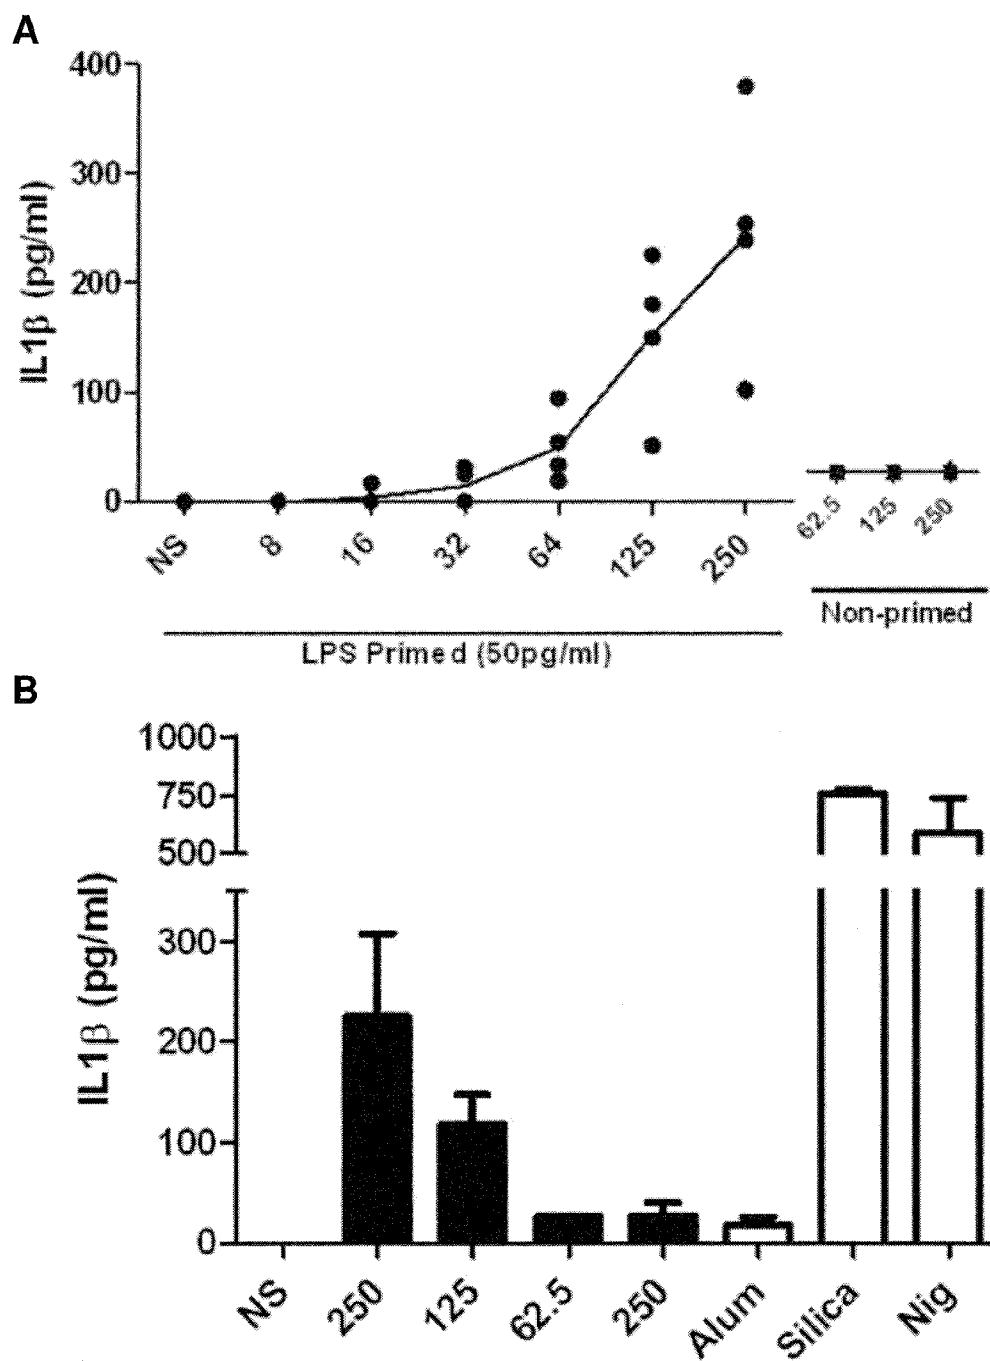 A
400
300
200
100
0
IL1β (pg/ml)
NS 8 16 32 64 125 250
62.5 125 250
LPS Primed (50pg/ml)
Non-primed
B
1000
750
500
300
200
100
0
IL1β (pg/ml)
NS 250 125 62.5 250 Alum Silica Nig